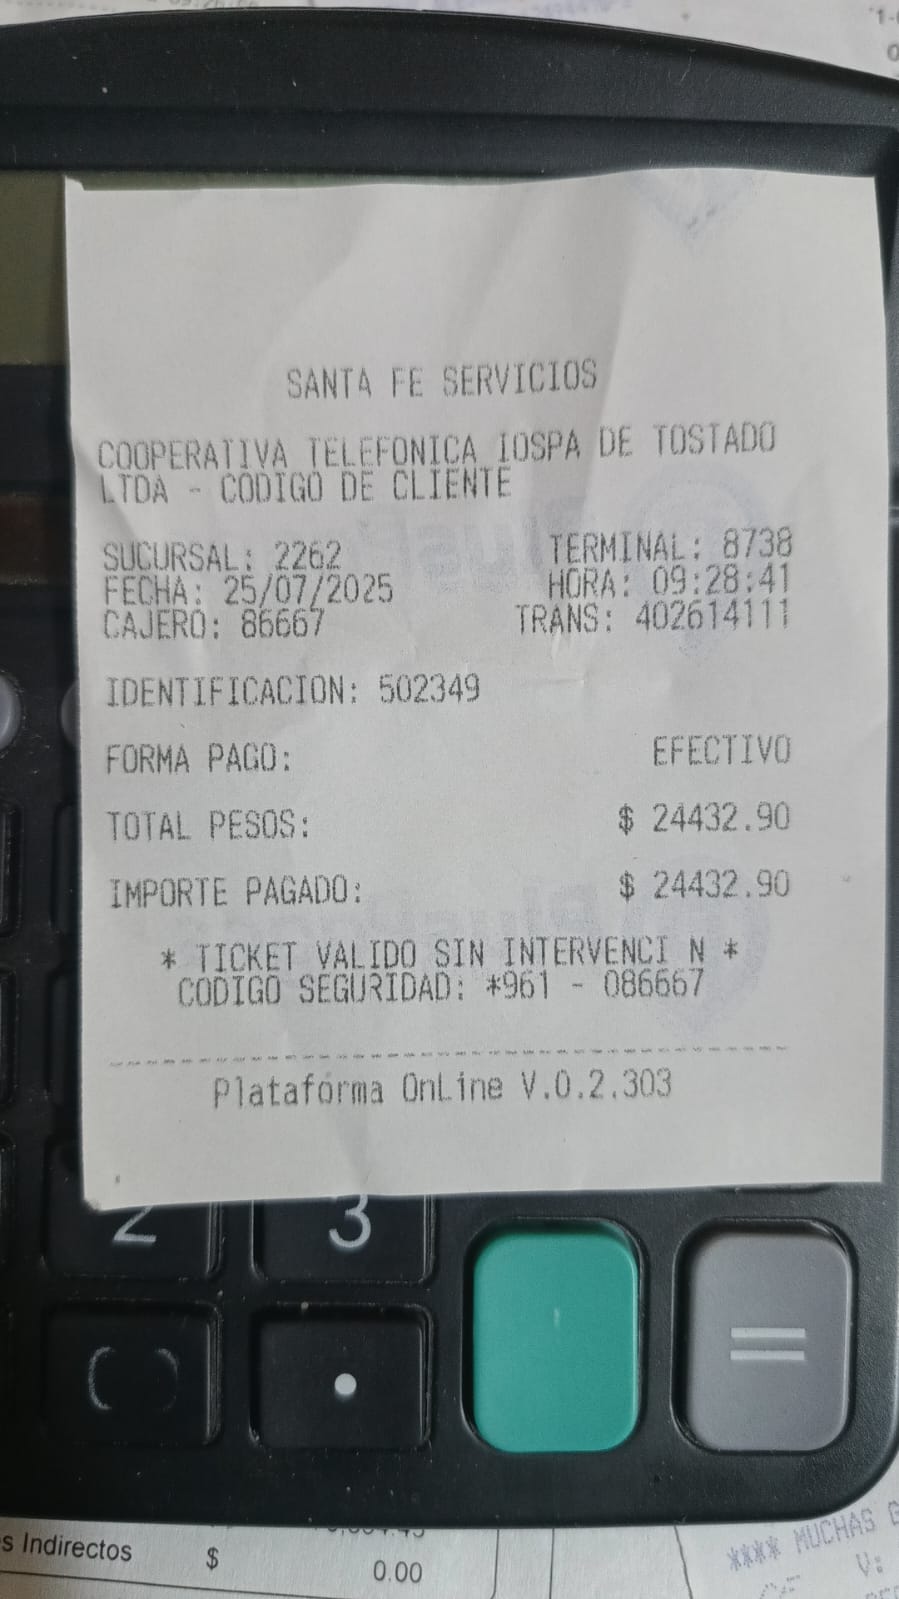 SANTA FE SERVICIOS
COOPERATIVA TELEFONICA IOSPA DE TOSTADO
LTDA - CODIGO DE CLIENTE
SUCURSAL: 2262 TERMINAL: 8738
FECHA: 25/07/2025 HORA: 09:28:41
CAJERO: 86667 TRANS: 402614111
IDENTIFICACION: 502349
FORMA PAGO: EFECTIVO
TOTAL PESOS: $ 24432.90
IMPORTE PAGADO: $ 24432.90
* TICKET VALIDO SIN INTERVENCI N *
CODIGO SEGURIDAD: *961 - 086667
Plataforma OnLine V.0.2.303
2 3
. =
s Indirectos $ 0.00
**** MUCHAS
V: